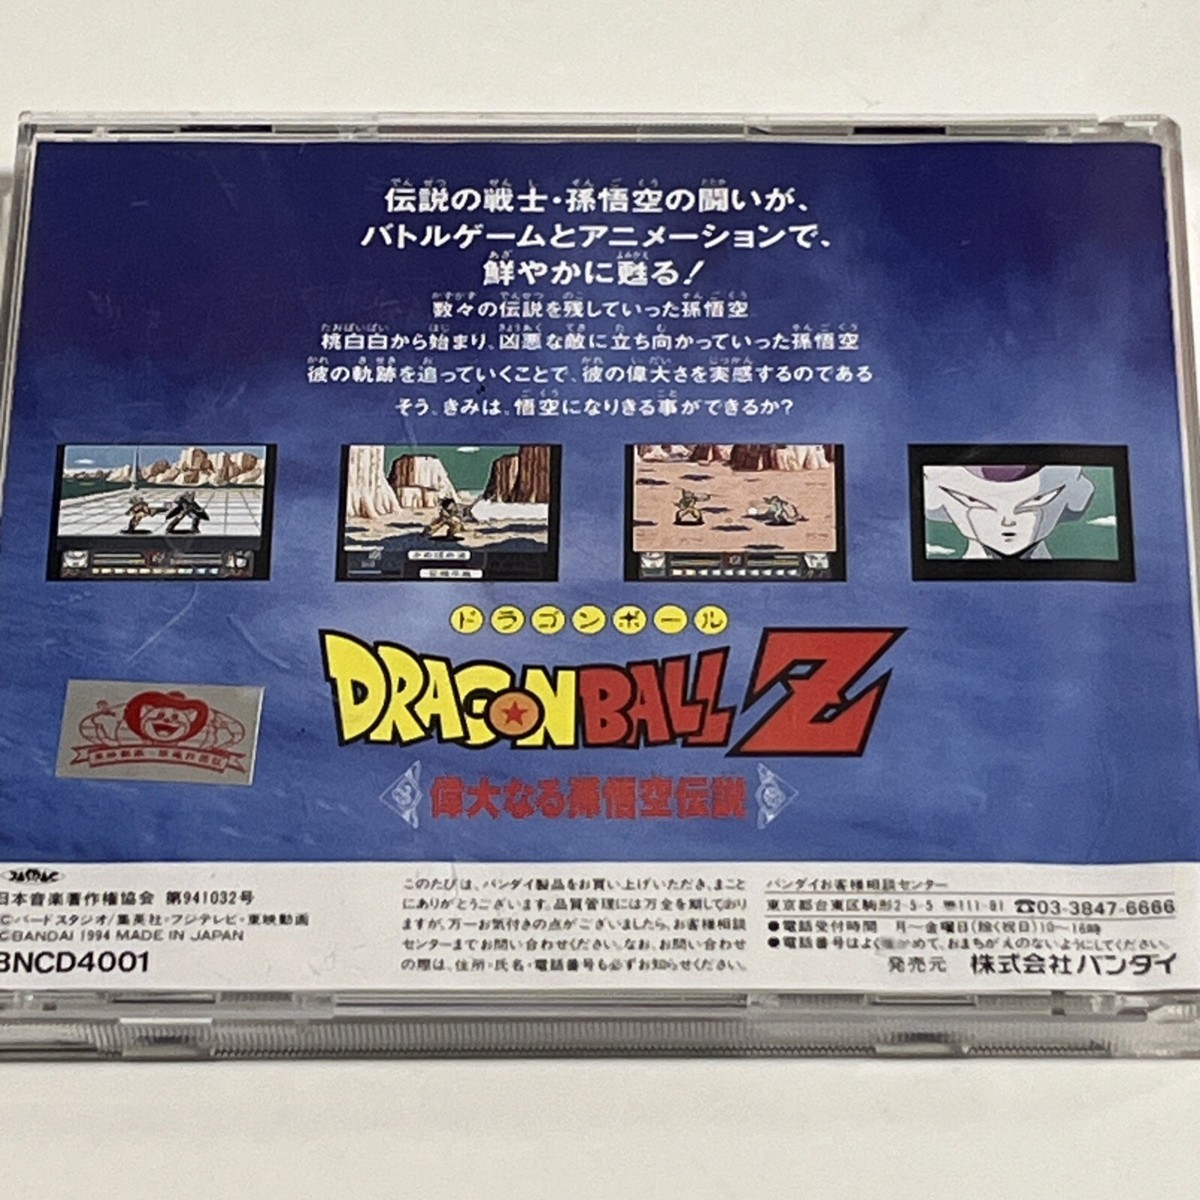 伝説の戦士・孫悟空の闘いが、
バトルゲームとアニメーションで、
鮮やかに甦る!
数々の伝説を残していった孫悟空
桃白白から始まり、凶悪な敵に立ち向かっていった孫悟空
彼の軌跡を追っていくことで、彼の偉大さを実感するのである
そう、きみは、悟空になりきる事ができるか?
かめはめ波
ドラゴンボール
DRAGON BALL Z
偉大なる孫悟空伝説
JASRAC
日本音楽著作権協会 第941032号
©バードスタジオ/集英社・フジテレビ・東映動画
©BANDAI 1994 MADE IN JAPAN
BNCD4001
このたびは、バンダイ製品をお買い上げいただき、まこと
にありがとうございます。品質管理には万全を期しており
ますが、万一お気付きの点がございましたら、お客様相談
センターまでお問い合わせください。なお、お問い合わせ
の際は、住所・氏名・電話番号も必ずお知らせください。
バンダイお客様相談センター
東京都台東区駒形2-5-5 〒111-81 ☎03-3847-6666
●電話受付時間 月〜金曜日(除く祝日)10〜16時
●電話番号はよく確かめて、おまちがえのないようにしてください。
発売元 株式会社バンダイ